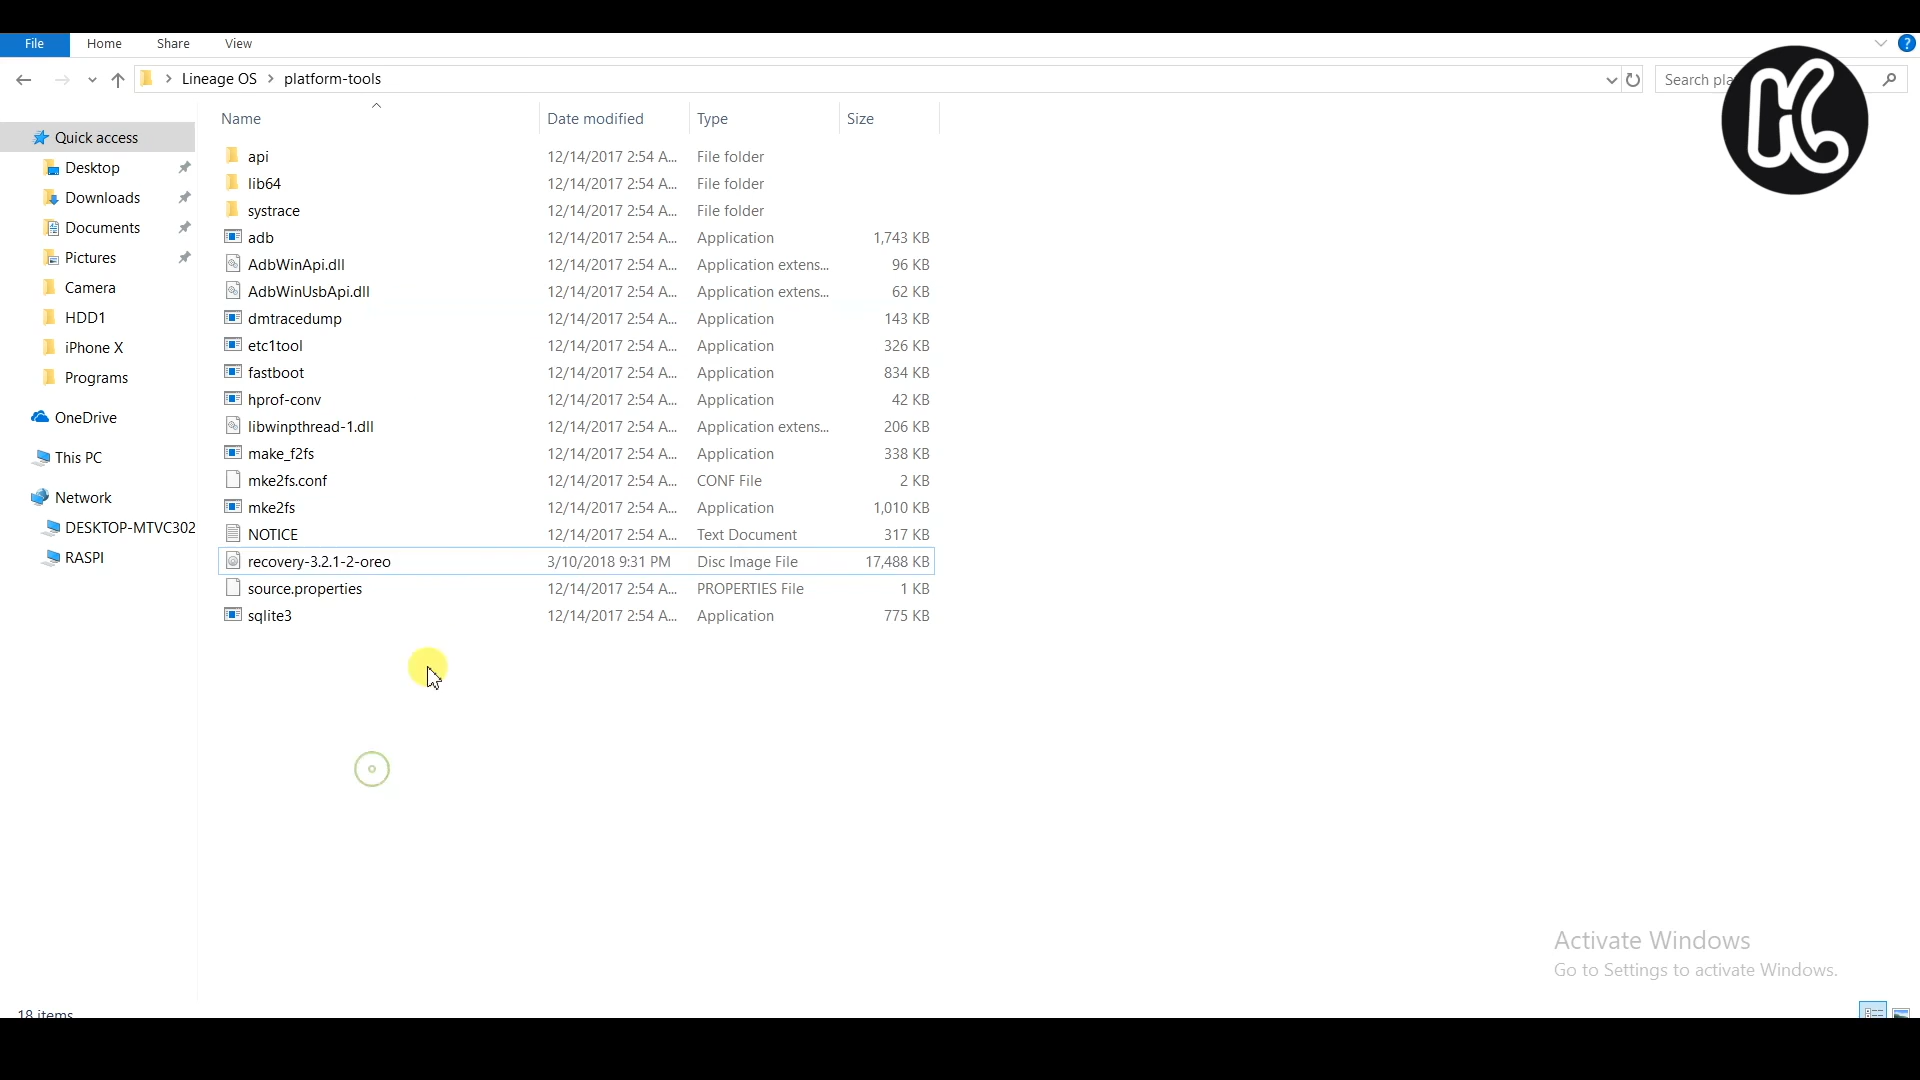 File Home Share View
?
Lineage OS > platform-tools
Search pla
Name Date modified Type Size
Quick access
Desktop
Downloads
Documents
Pictures
Camera
HDD1
iPhone X
Programs
OneDrive
This PC
Network
DESKTOP-MTVC302
RASPI
api 12/14/2017 2:54 A... File folder
lib64 12/14/2017 2:54 A... File folder
systrace 12/14/2017 2:54 A... File folder
adb 12/14/2017 2:54 A... Application 1,743 KB
AdbWinApi.dll 12/14/2017 2:54 A... Application extens... 96 KB
AdbWinUsbApi.dll 12/14/2017 2:54 A... Application extens... 62 KB
dmtracedump 12/14/2017 2:54 A... Application 143 KB
etc1tool 12/14/2017 2:54 A... Application 326 KB
fastboot 12/14/2017 2:54 A... Application 834 KB
hprof-conv 12/14/2017 2:54 A... Application 42 KB
libwinpthread-1.dll 12/14/2017 2:54 A... Application extens... 206 KB
make_f2fs 12/14/2017 2:54 A... Application 338 KB
mke2fs.conf 12/14/2017 2:54 A... CONF File 2 KB
mke2fs 12/14/2017 2:54 A... Application 1,010 KB
NOTICE 12/14/2017 2:54 A... Text Document 317 KB
recovery-3.2.1-2-oreo 3/10/2018 9:31 PM Disc Image File 17,488 KB
source.properties 12/14/2017 2:54 A... PROPERTIES File 1 KB
sqlite3 12/14/2017 2:54 A... Application 775 KB
Activate Windows
Go to Settings to activate Windows.
18 items